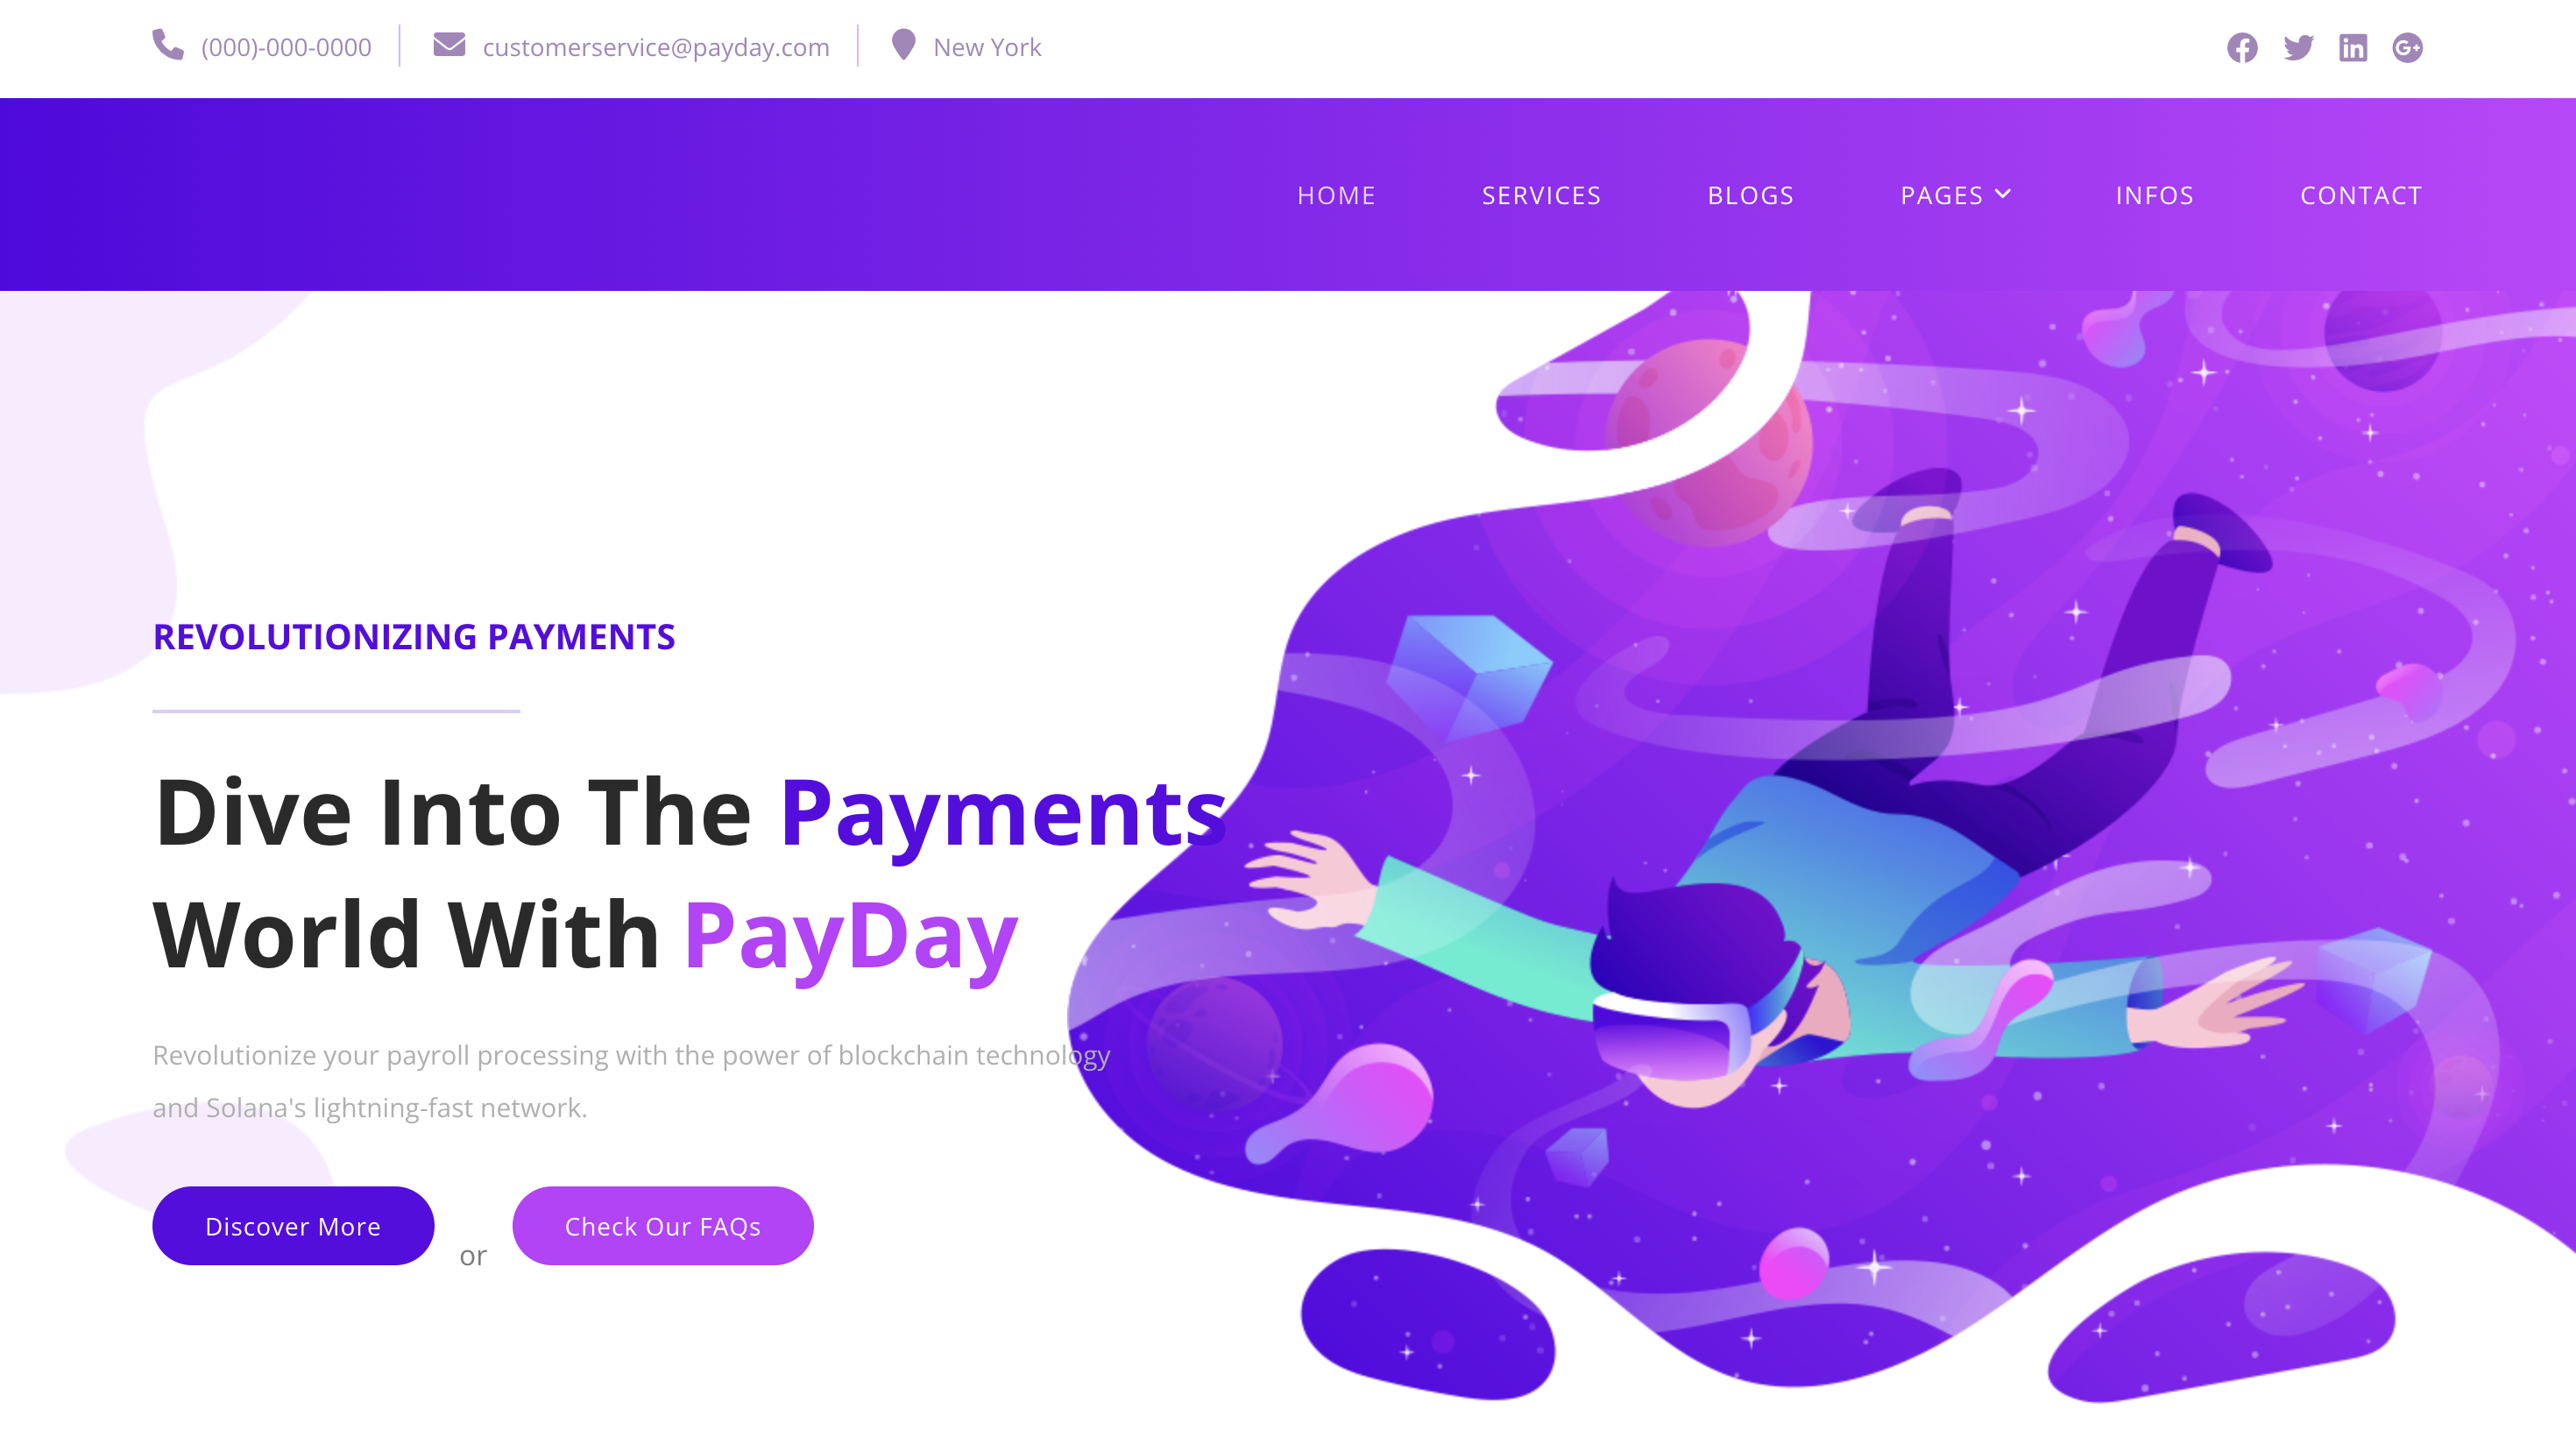 (000)-000-0000
customerservice@payday.com
New York
HOME SERVICES BLOGS PAGES INFOS CONTACT
REVOLUTIONIZING PAYMENTS
Dive Into The Payments
World With PayDay
Revolutionize your payroll processing with the power of blockchain technology
and Solana's lightning-fast network.
Discover More or Check Our FAQs